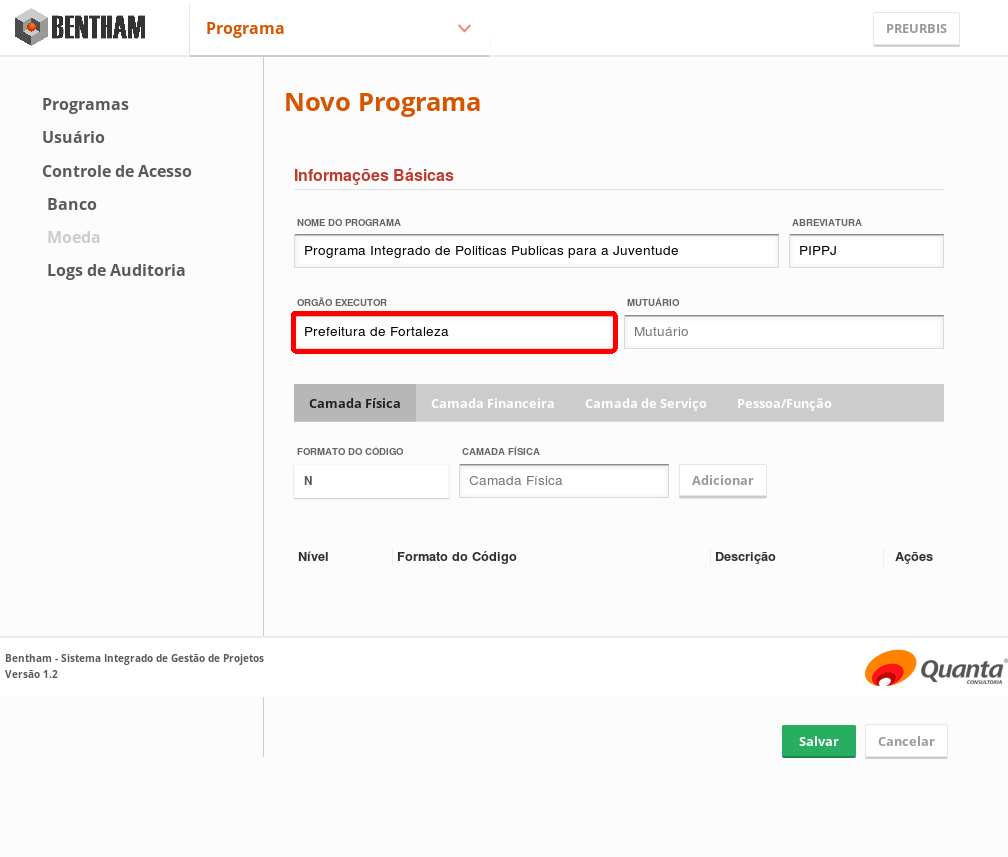 BENTHAM
Programa
PREURBIS
Programas
Usuário
Controle de Acesso
Banco
Moeda
Logs de Auditoria
Novo Programa
Informações Básicas
NOME DO PROGRAMA
ABREVIATURA
Programa Integrado de Politicas Publicas para a Juventude
PIPPJ
ORGÃO EXECUTOR
MUTUÁRIO
Prefeitura de Fortaleza
Mutuário
Camada Física Camada Financeira Camada de Serviço Pessoa/Função
FORMATO DO CÓDIGO
CAMADA FÍSICA
N
Camada Física
Adicionar
Nível Formato do Código Descrição Ações
Bentham - Sistema Integrado de Gestão de Projetos
Versão 1.2
Quanta
CONSULTORIA
Salvar
Cancelar